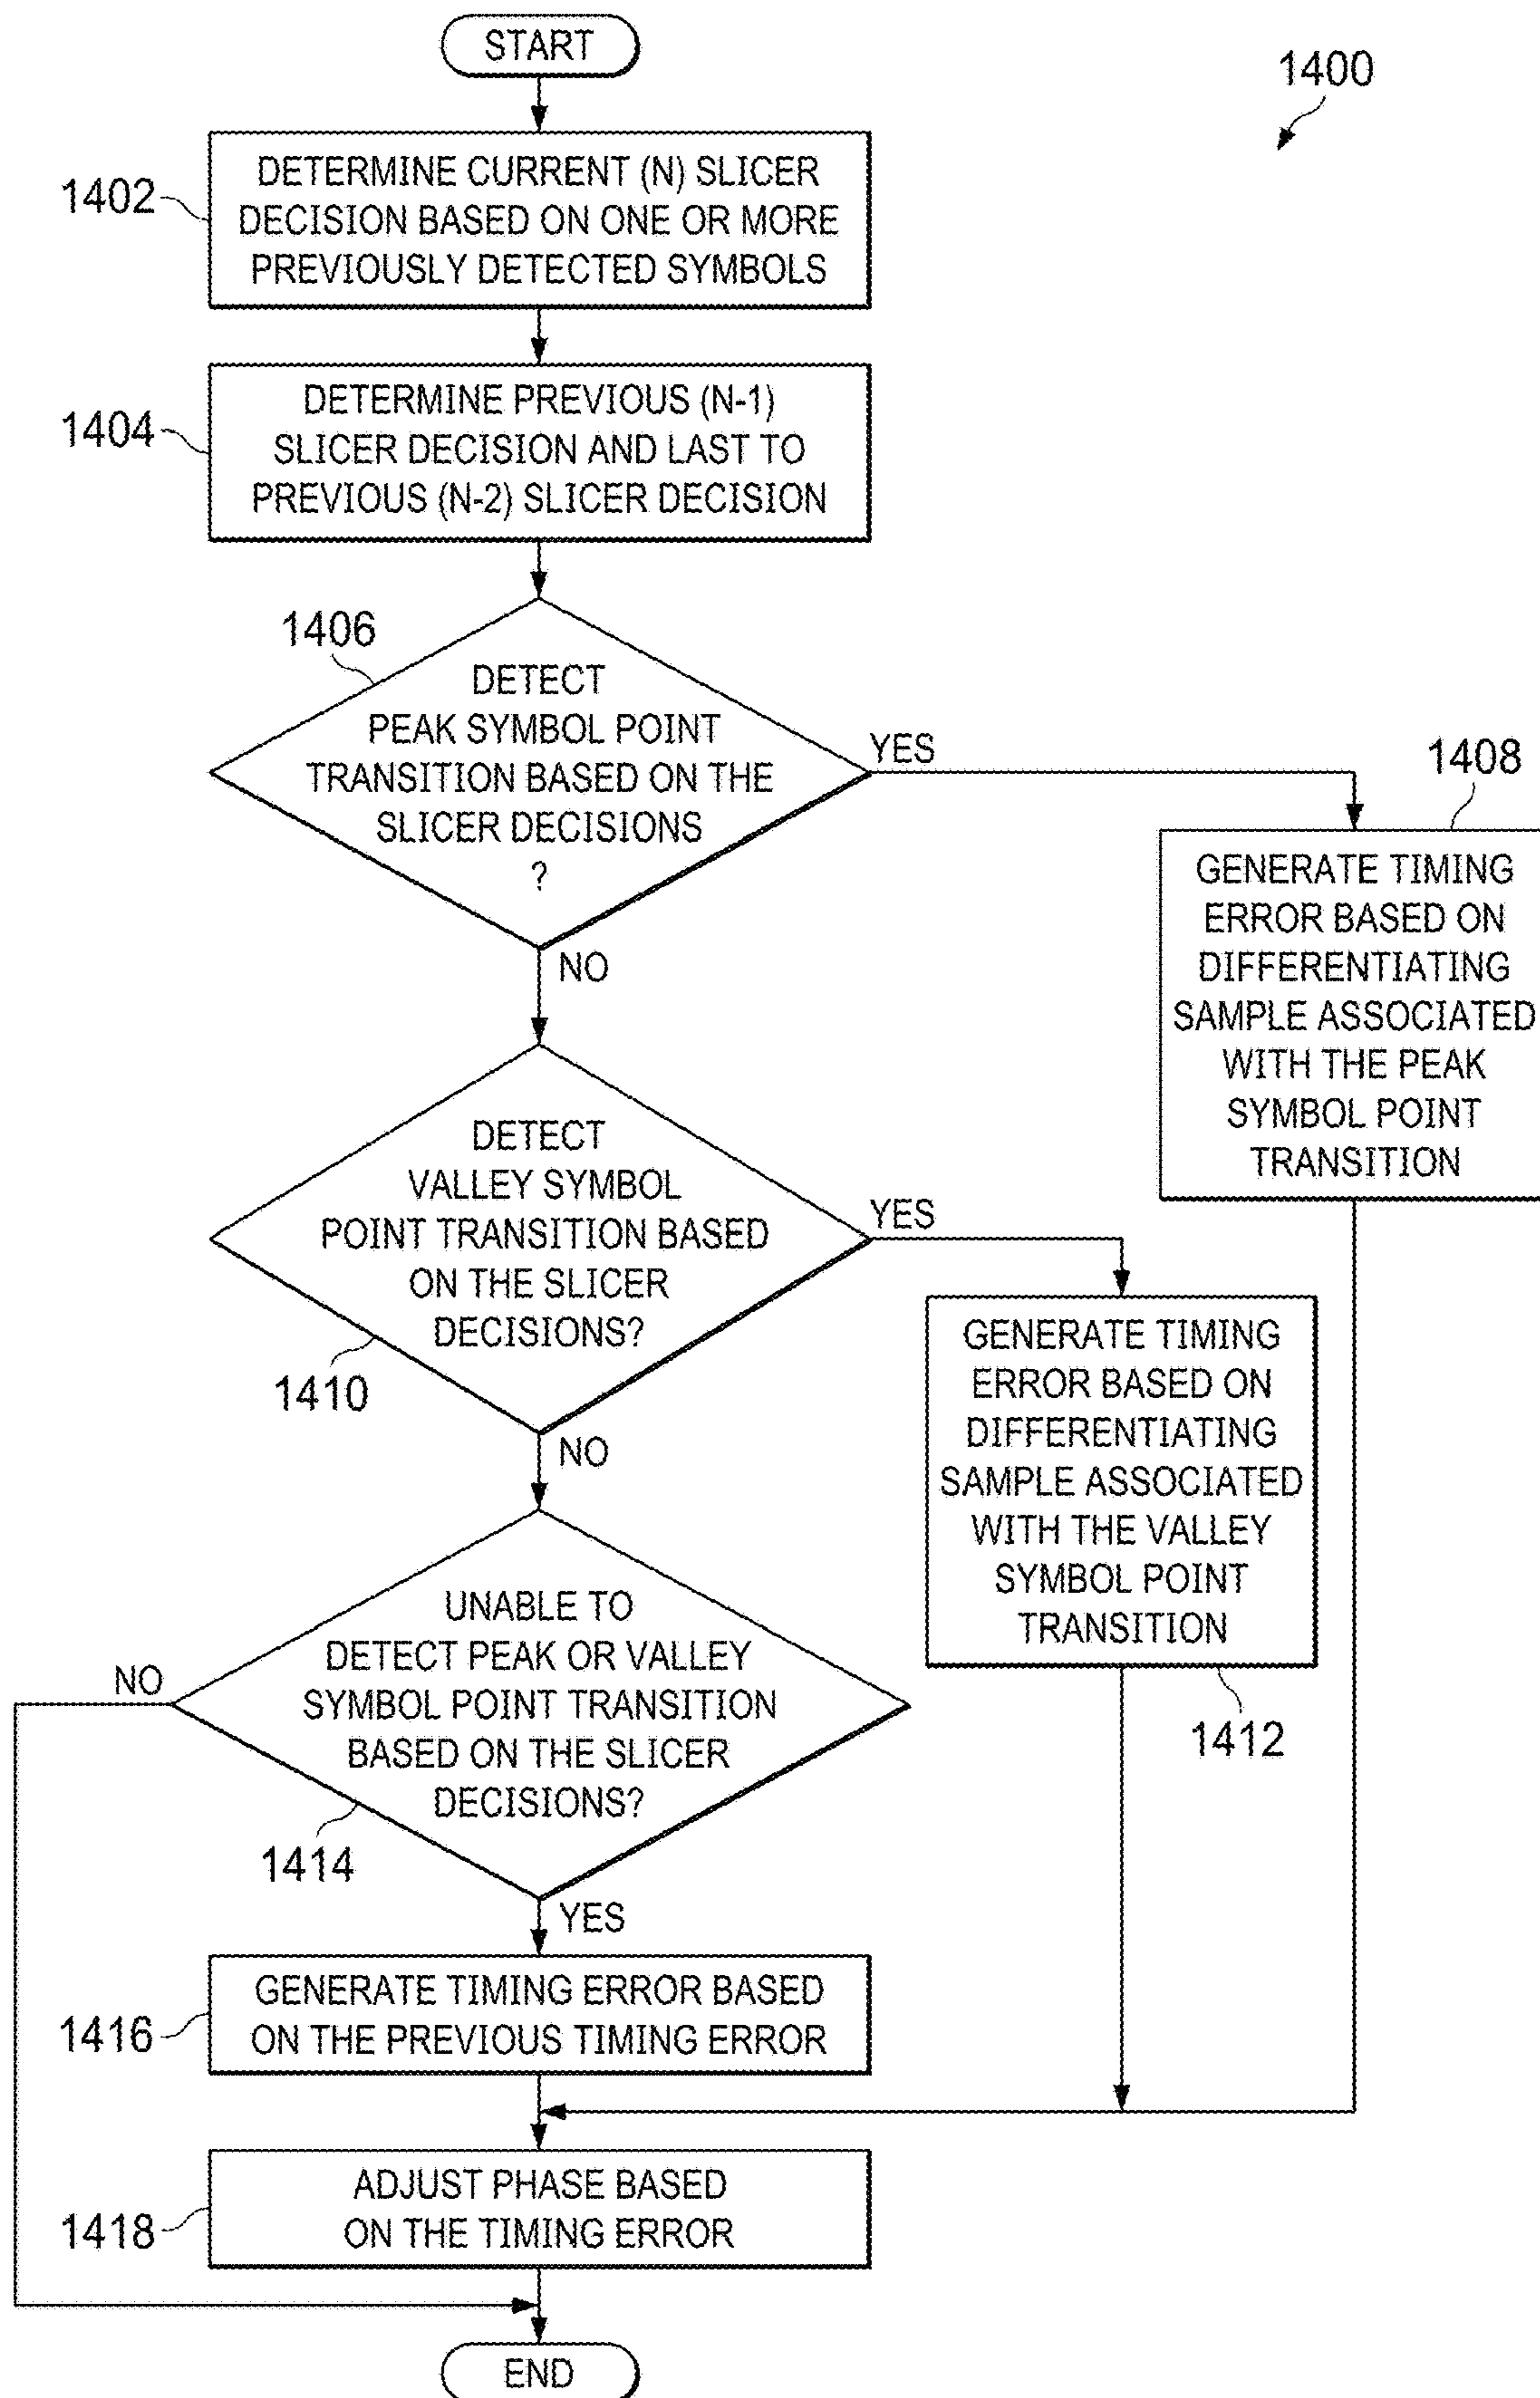 START
1400
1402
DETERMINE CURRENT (N) SLICER
DECISION BASED ON ONE OR MORE
PREVIOUSLY DETECTED SYMBOLS
1404
DETERMINE PREVIOUS (N-1)
SLICER DECISION AND LAST TO
PREVIOUS (N-2) SLICER DECISION
1406
DETECT
PEAK SYMBOL POINT
TRANSITION BASED ON THE
SLICER DECISIONS
?
YES
NO
1408
GENERATE TIMING
ERROR BASED ON
DIFFERENTIATING
SAMPLE ASSOCIATED
WITH THE PEAK
SYMBOL POINT
TRANSITION
DETECT
VALLEY SYMBOL
POINT TRANSITION BASED
ON THE SLICER
DECISIONS?
1410
YES
NO
GENERATE TIMING
ERROR BASED ON
DIFFERENTIATING
SAMPLE ASSOCIATED
WITH THE VALLEY
SYMBOL POINT
TRANSITION
1412
UNABLE TO
DETECT PEAK OR VALLEY
SYMBOL POINT TRANSITION
BASED ON THE SLICER
DECISIONS?
NO
1414
YES
1416
GENERATE TIMING ERROR BASED
ON THE PREVIOUS TIMING ERROR
1418
ADJUST PHASE BASED
ON THE TIMING ERROR
END